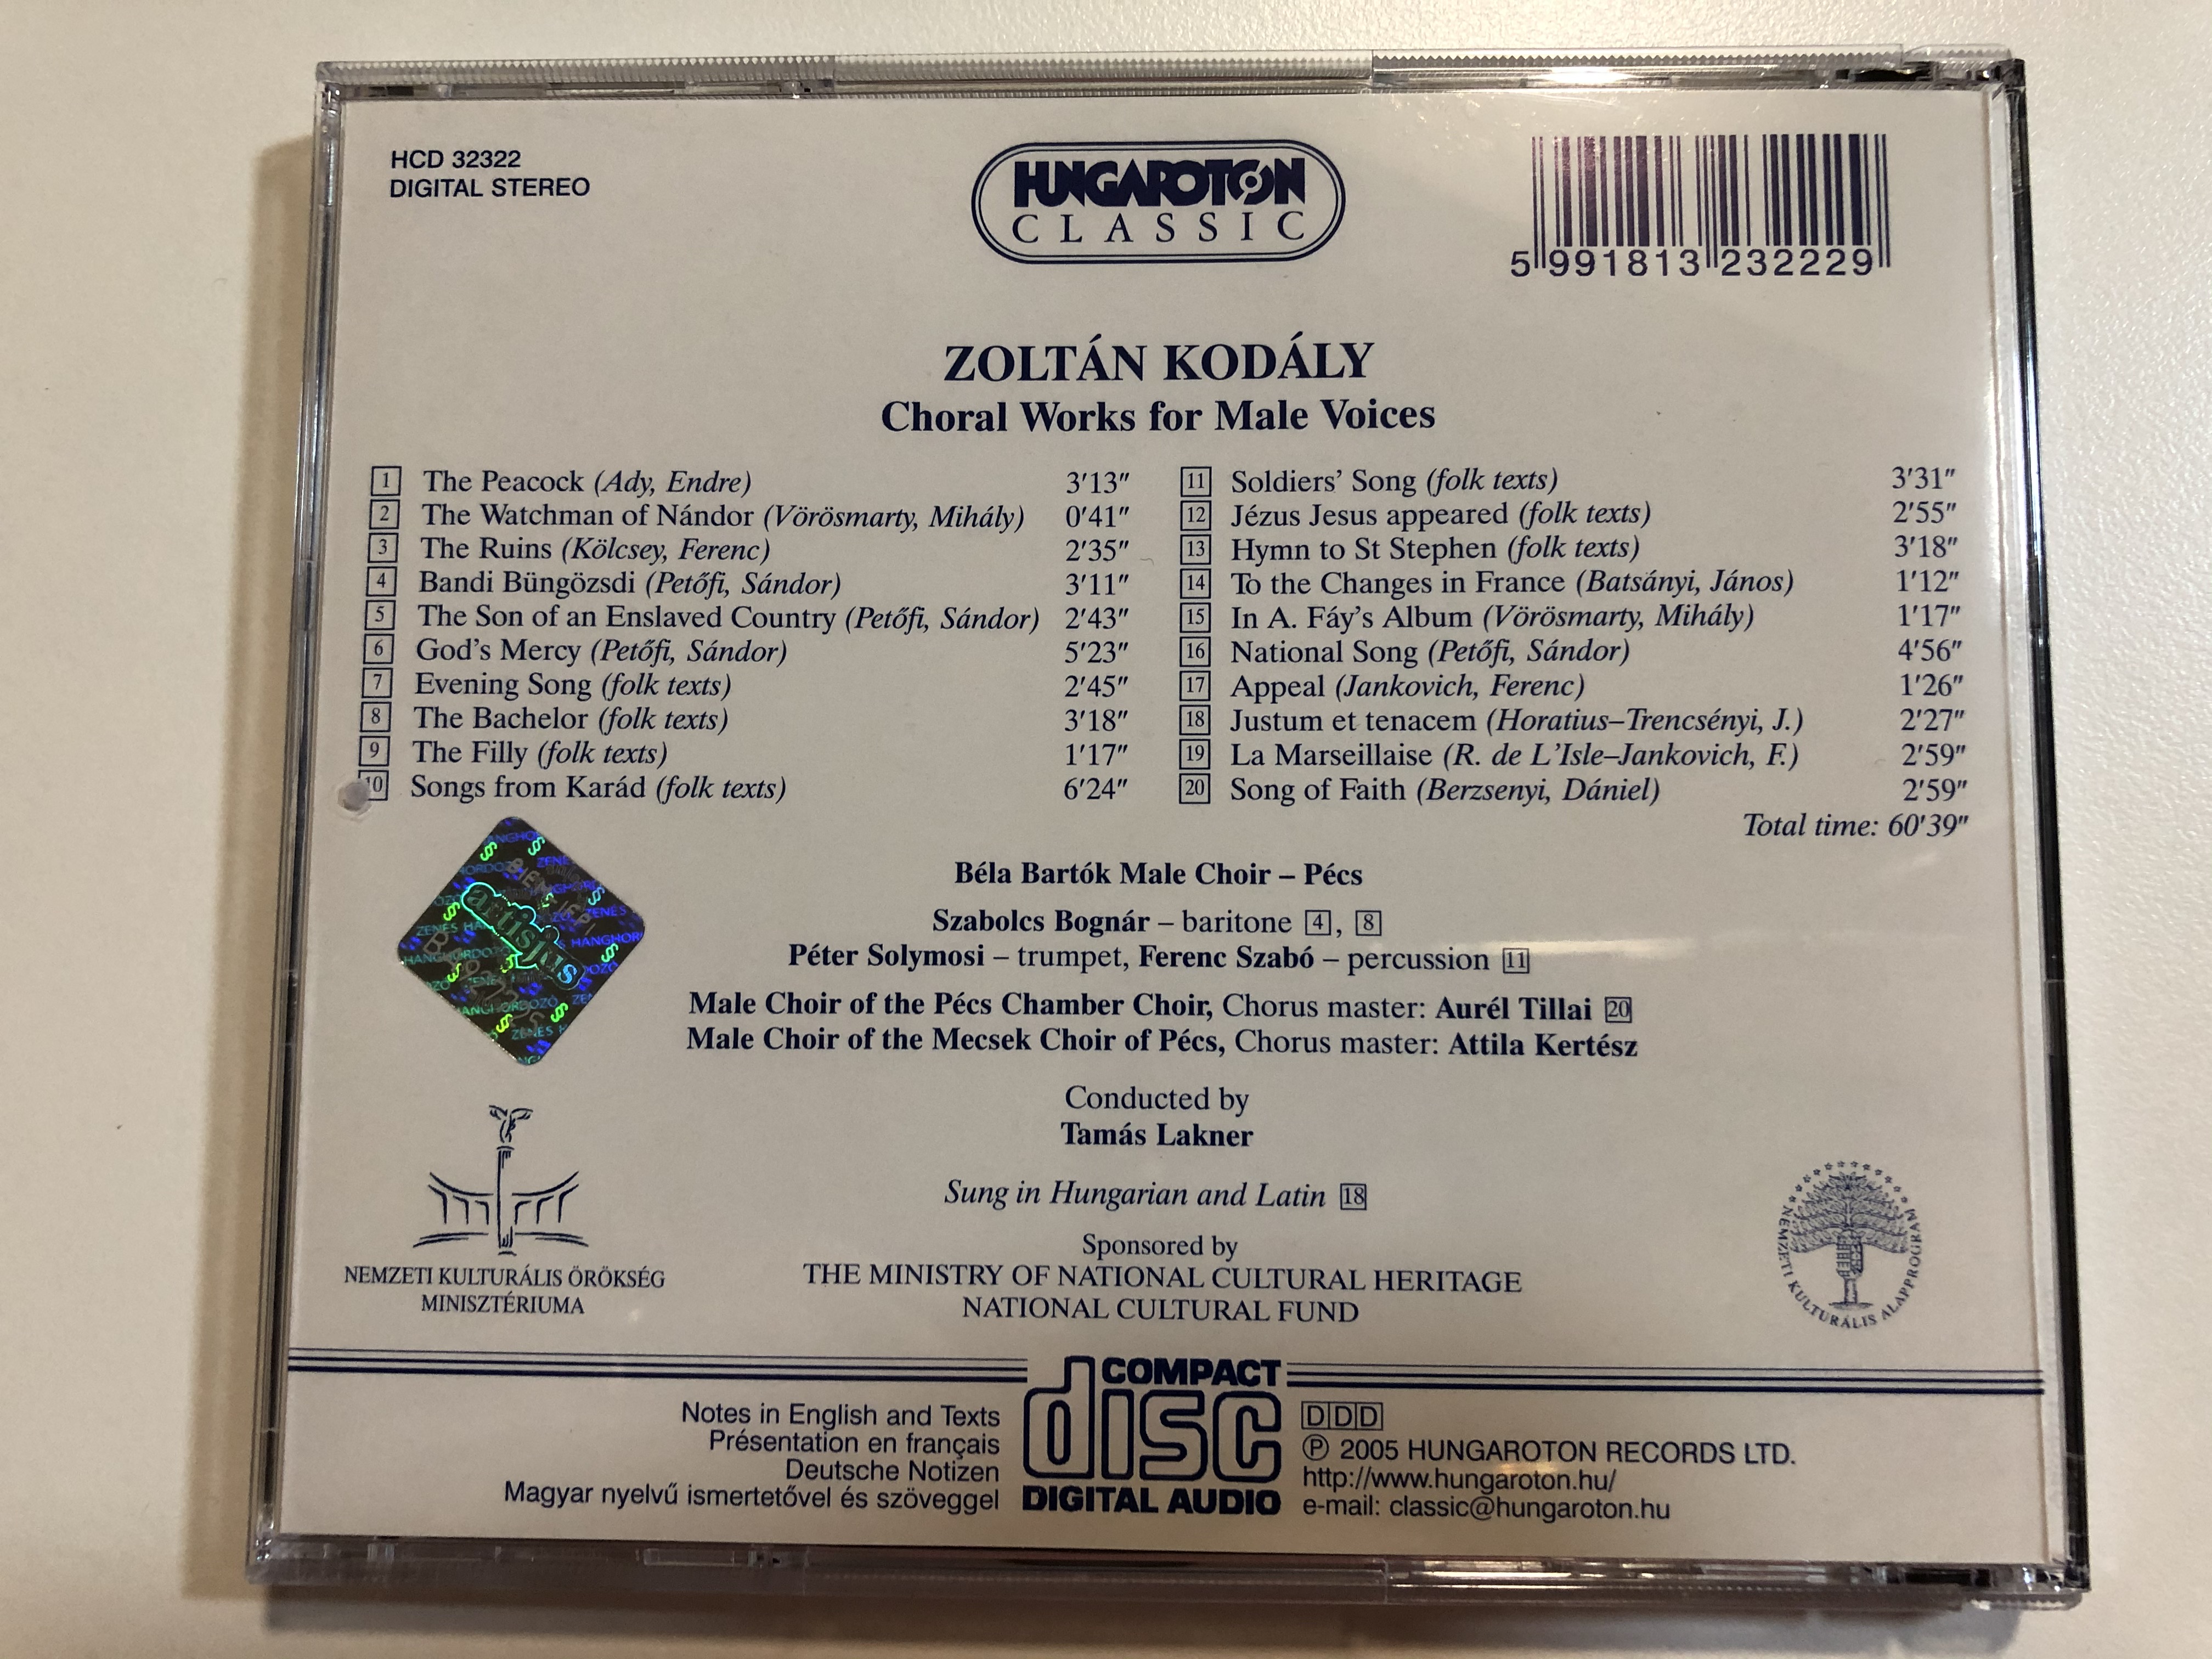 HCD 32322
DIGITAL STEREO
HUNGAROTON
CLASSIC
5 991813 232229
ZOLTÁN KODÁLY
Choral Works for Male Voices
1 The Peacock (Ady, Endre) 3'13"
2 The Watchman of Nándor (Vörösmarty, Mihály) 0'41"
3 The Ruins (Kölcsey, Ferenc) 2'35"
4 Bandi Büngözsdi (Petőfi, Sándor) 3'11"
5 The Son of an Enslaved Country (Petőfi, Sándor) 2'43"
6 God's Mercy (Petőfi, Sándor) 5'23"
7 Evening Song (folk texts) 2'45"
8 The Bachelor (folk texts) 3'18"
9 The Filly (folk texts) 1'17"
10 Songs from Karád (folk texts) 6'24"
11 Soldiers' Song (folk texts) 3'31"
12 Jézus Jesus appeared (folk texts) 2'55"
13 Hymn to St Stephen (folk texts) 3'18"
14 To the Changes in France (Batsányi, János) 1'12"
15 In A. Fáy's Album (Vörösmarty, Mihály) 1'17"
16 National Song (Petőfi, Sándor) 4'56"
17 Appeal (Jankovich, Ferenc) 1'26"
18 Justum et tenacem (Horatius–Trencsényi, J.) 2'27"
19 La Marseillaise (R. de L'Isle–Jankovich, F.) 2'59"
20 Song of Faith (Berzsenyi, Dániel) 2'59"
Total time: 60'39"
artisjus
Béla Bartók Male Choir – Pécs
Szabolcs Bognár – baritone 4, 8
Péter Solymosi – trumpet, Ferenc Szabó – percussion 11
Male Choir of the Pécs Chamber Choir, Chorus master: Aurél Tillai 20
Male Choir of the Mecsek Choir of Pécs, Chorus master: Attila Kertész
Conducted by
Tamás Lakner
Sung in Hungarian and Latin 18
Sponsored by
THE MINISTRY OF NATIONAL CULTURAL HERITAGE
NATIONAL CULTURAL FUND
NEMZETI KULTURÁLIS ÖRÖKSÉG
MINISZTÉRIUMA
NEMZETI KULTURÁLIS ALAPPROGRAM
Notes in English and Texts
Présentation en français
Deutsche Notizen
Magyar nyelvű ismertetővel és szöveggel
COMPACT
disc
DIGITAL AUDIO
DDD
℗ 2005 HUNGAROTON RECORDS LTD.
http://www.hungaroton.hu/
e-mail: classic@hungaroton.hu